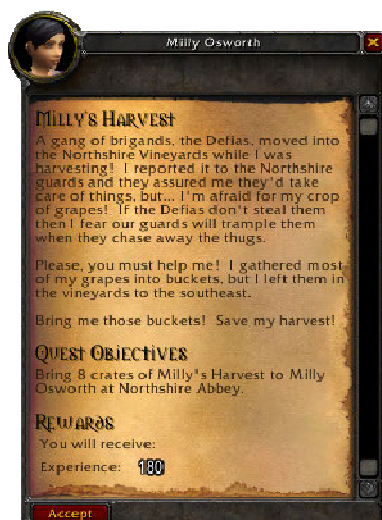 Milly Osworth
Milly's Harvest
A gang of brigands, the Defias, moved into
the Northshire Vineyards while I was
harvesting! I reported it to the Northshire
guards and they assured me they'd take
care of things, but... I'm afraid for my crop
of grapes! If the Defias don't steal them
then I fear our guards will trample them
when they chase away the thugs.
Please, you must help me! I gathered most
of my grapes into buckets, but I left them in
the vineyards to the southeast.
Bring me those buckets! Save my harvest!
Quest Objectives
Bring 8 crates of Milly's Harvest to Milly
Osworth at Northshire Abbey.
Rewards
You will receive:
Experience: 180
Accept